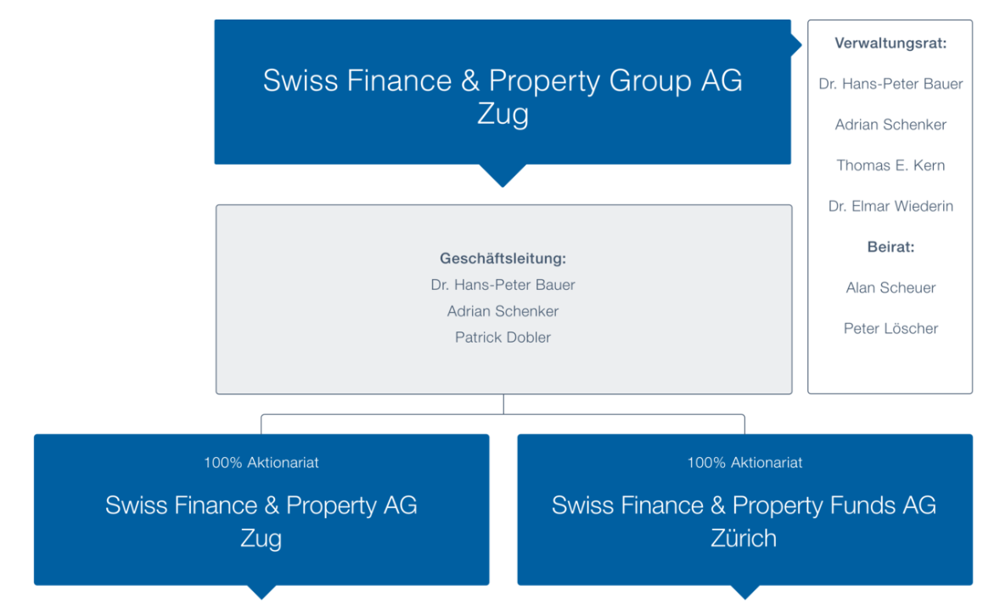 Swiss Finance & Property Group AG
Zug
Verwaltungsrat:
Dr. Hans-Peter Bauer
Adrian Schenker
Thomas E. Kern
Dr. Elmar Wiederin
Beirat:
Alan Scheuer
Peter Löscher
Geschäftsleitung:
Dr. Hans-Peter Bauer
Adrian Schenker
Patrick Dobler
100% Aktionariat
Swiss Finance & Property AG
Zug
100% Aktionariat
Swiss Finance & Property Funds AG
Zürich